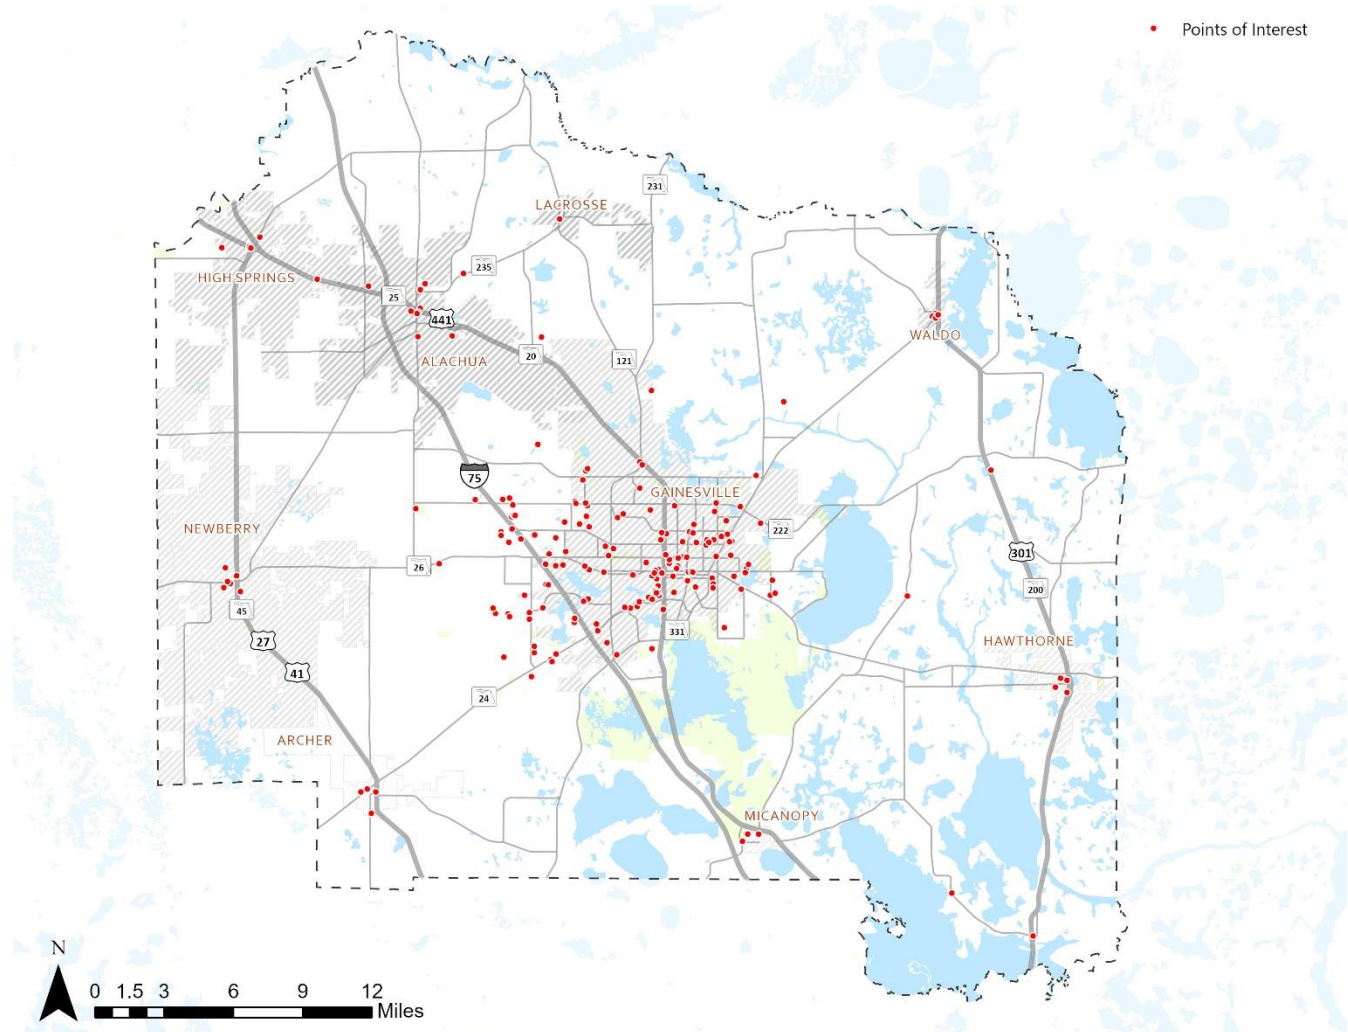 Points of Interest
231
LACROSSE
235
HIGH SPRINGS
25
441
WALDO
20
121
ALACHUA
75
GAINESVILLE
NEWBERRY
222
301
26
200
45
27
331
HAWTHORNE
41
24
ARCHER
MICANOPY
N
0 1.5 3 6 9 12
Miles